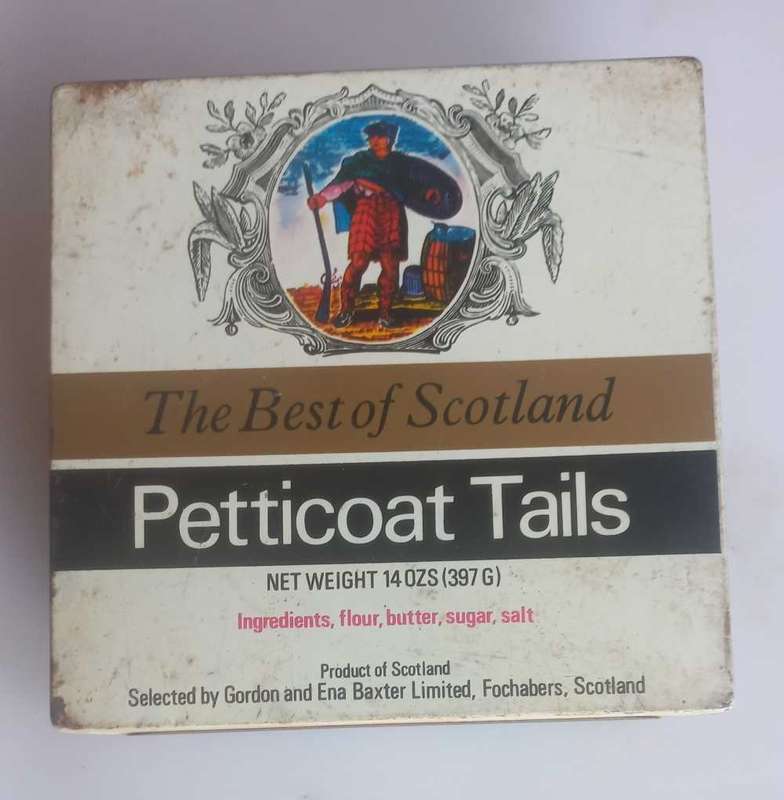 The Best of Scotland
Petticoat Tails
NET WEIGHT 14 OZS (397 G)
Ingredients, flour, butter, sugar, salt
Product of Scotland
Selected by Gordon and Ena Baxter Limited, Fochabers, Scotland